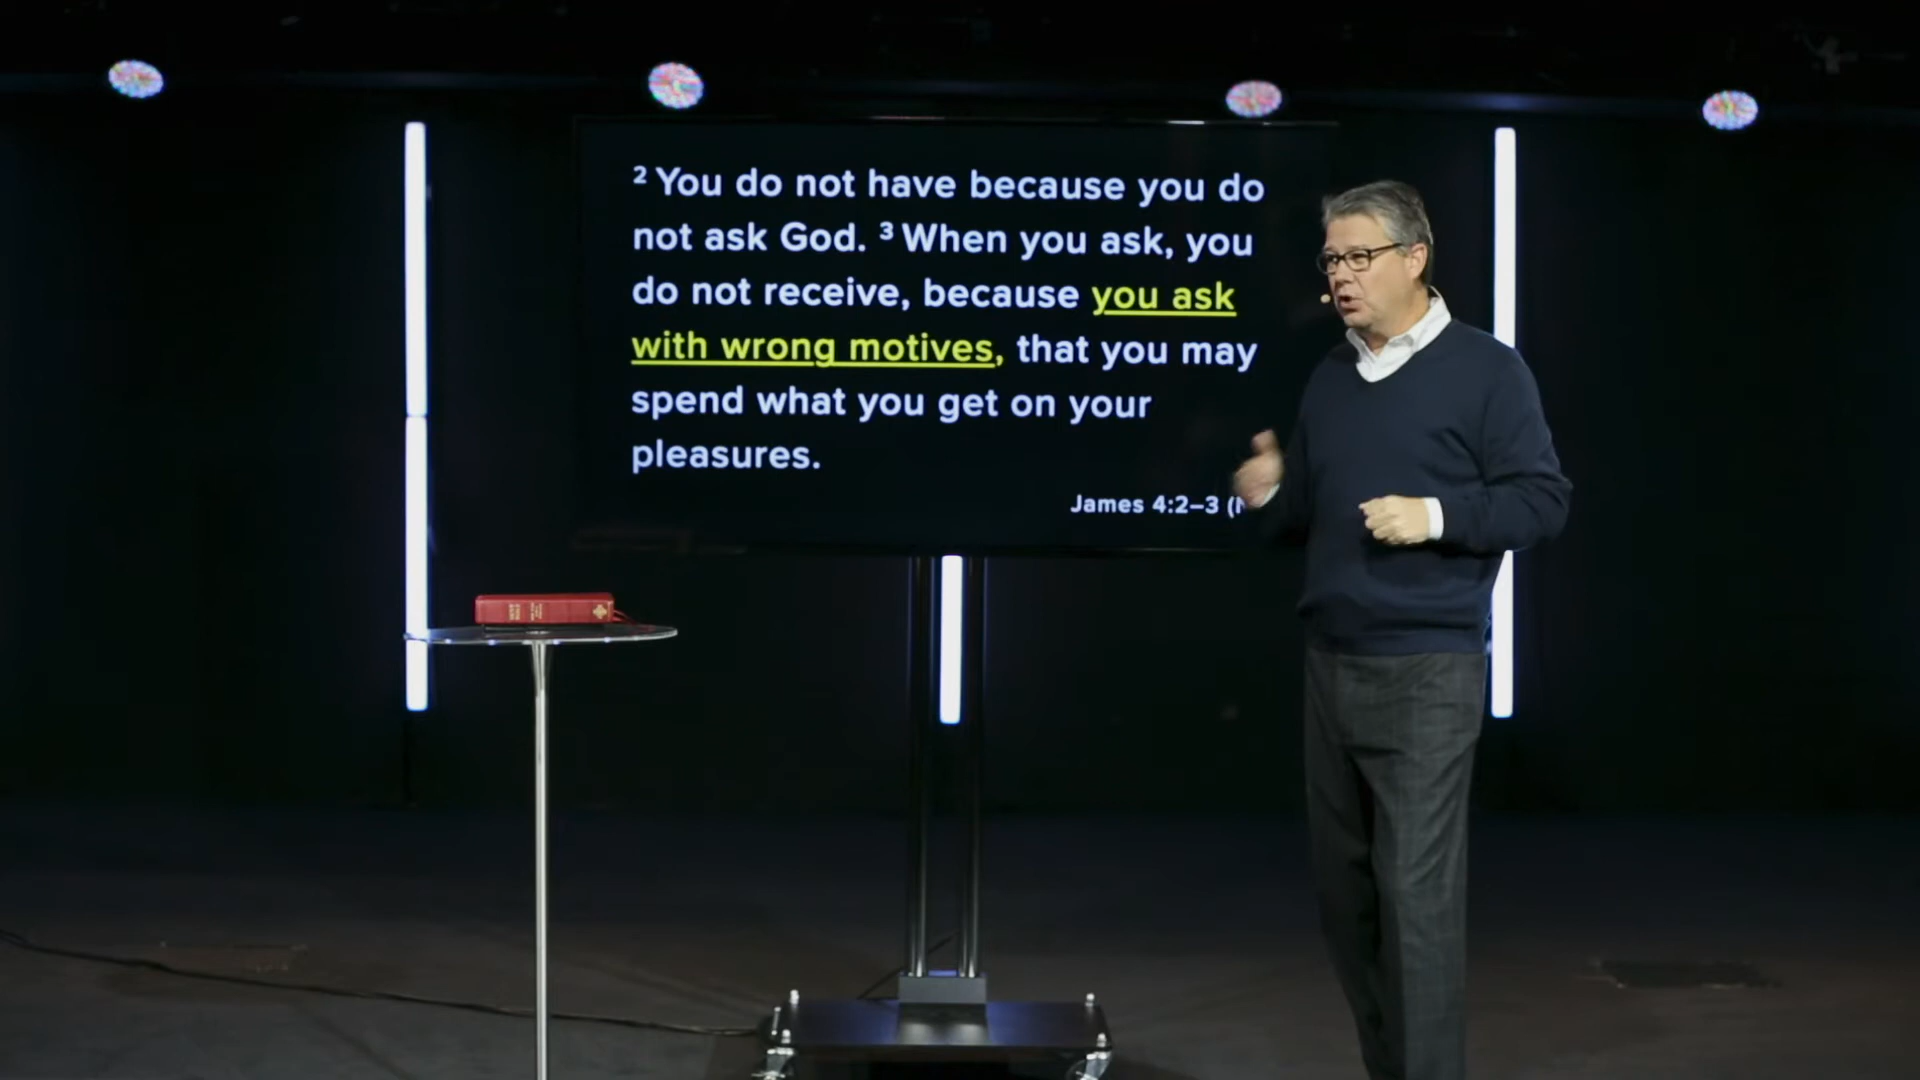 ² You do not have because you do
not ask God. ³ When you ask, you
do not receive, because you ask
with wrong motives, that you may
spend what you get on your
pleasures.
James 4:2–3